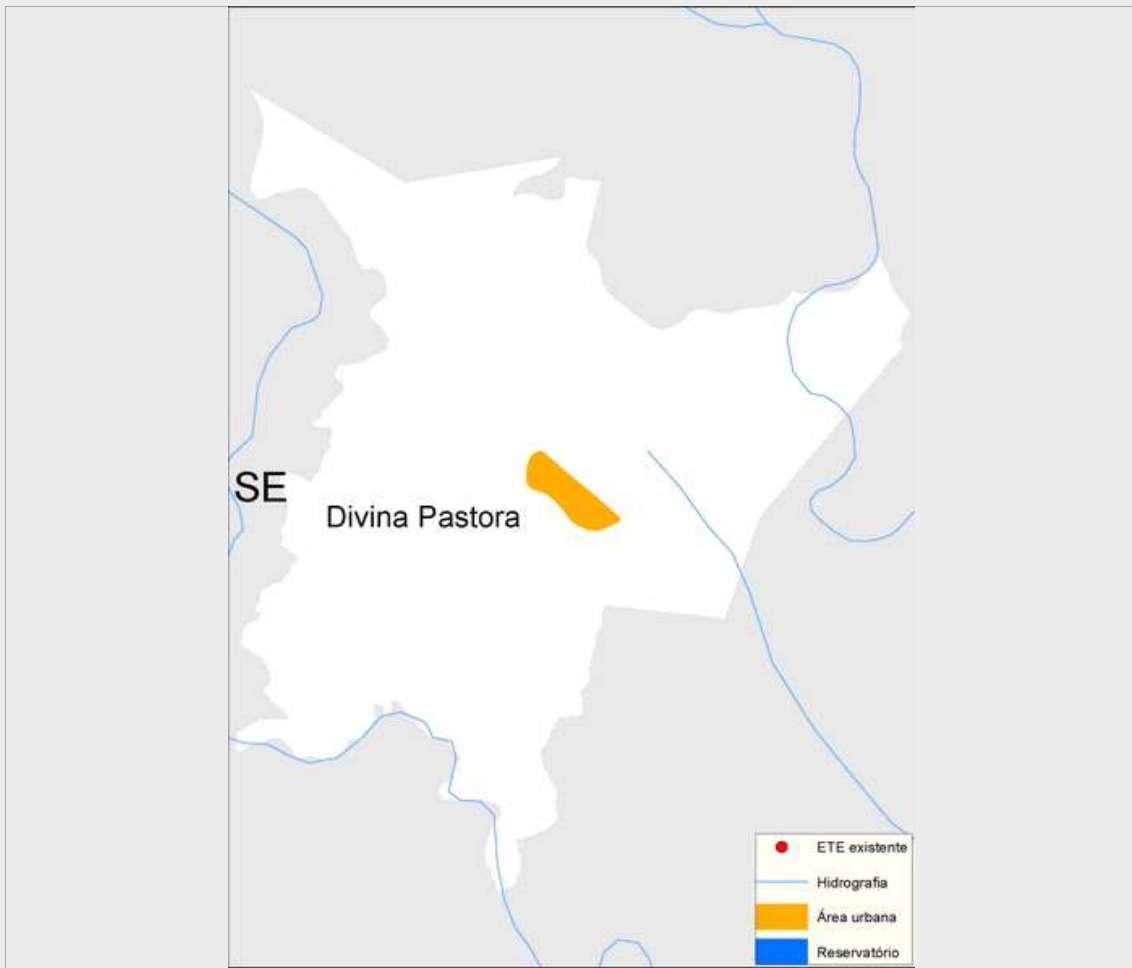 SE
Divina Pastora
ETE existente
Hidrografia
Área urbana
Reservatório